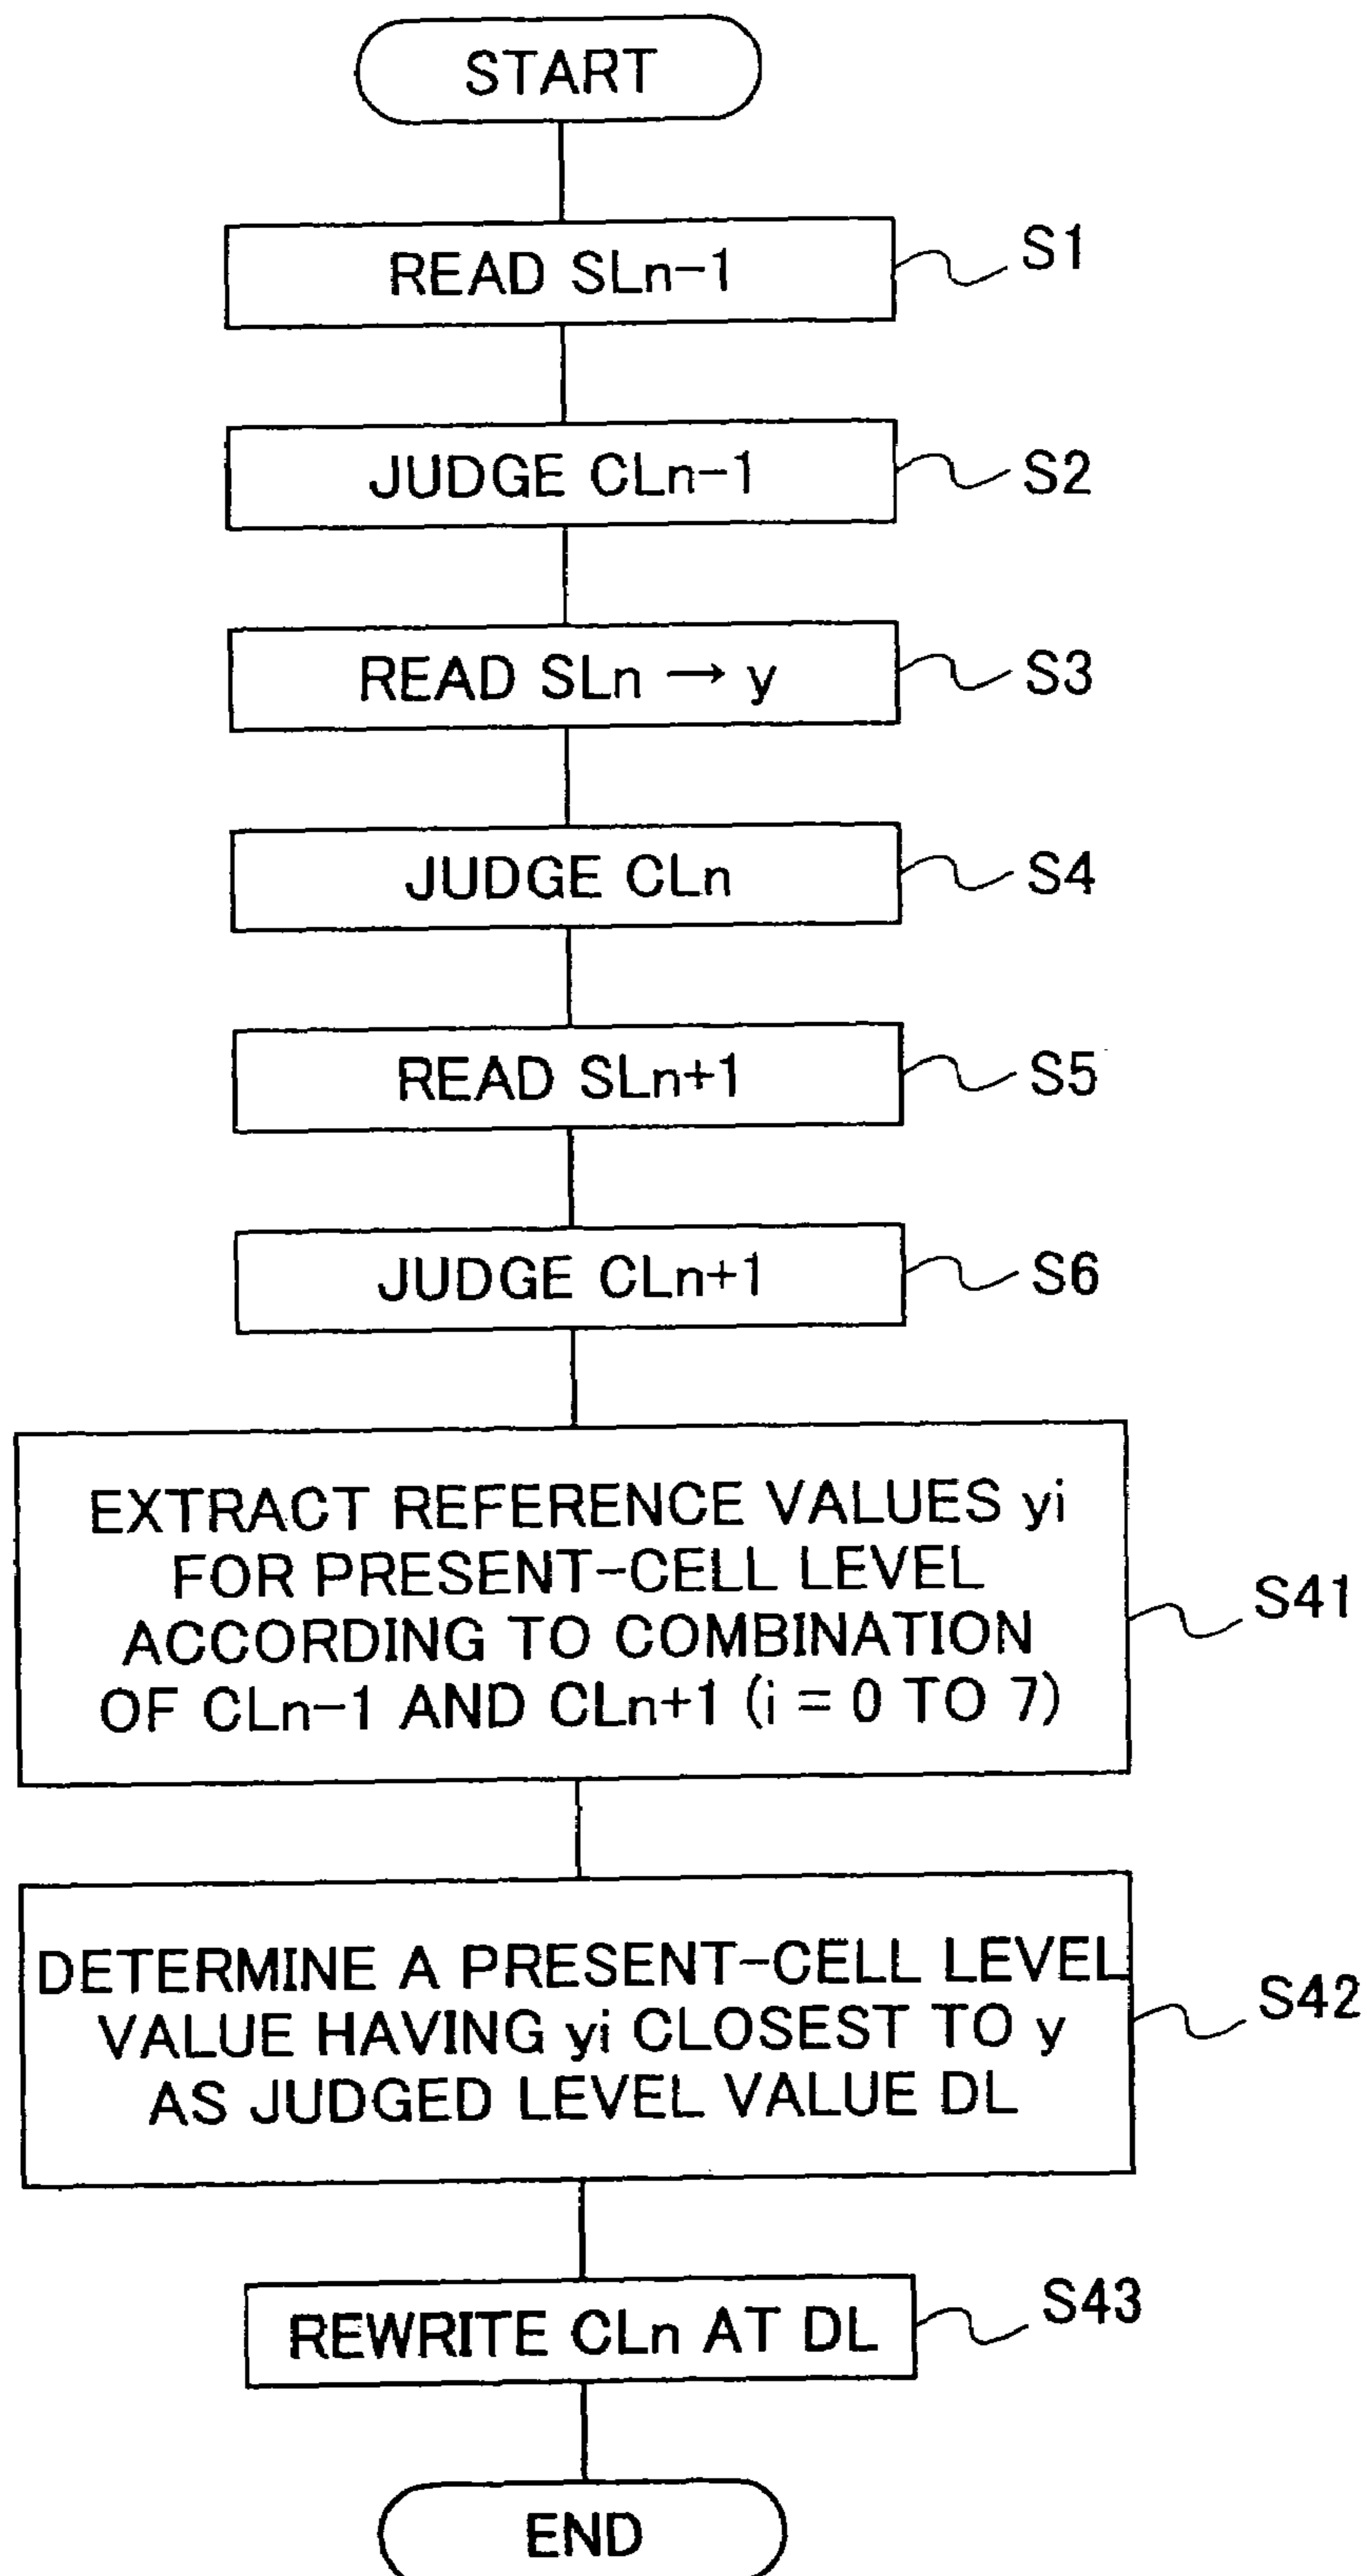 START
READ SLn-1
S1
JUDGE CLn-1
S2
READ SLn → y
S3
JUDGE CLn
S4
READ SLn+1
S5
JUDGE CLn+1
S6
EXTRACT REFERENCE VALUES yi
FOR PRESENT-CELL LEVEL
ACCORDING TO COMBINATION
OF CLn-1 AND CLn+1 (i = 0 TO 7)
S41
DETERMINE A PRESENT-CELL LEVEL
VALUE HAVING yi CLOSEST TO y
AS JUDGED LEVEL VALUE DL
S42
REWRITE CLn AT DL
S43
END